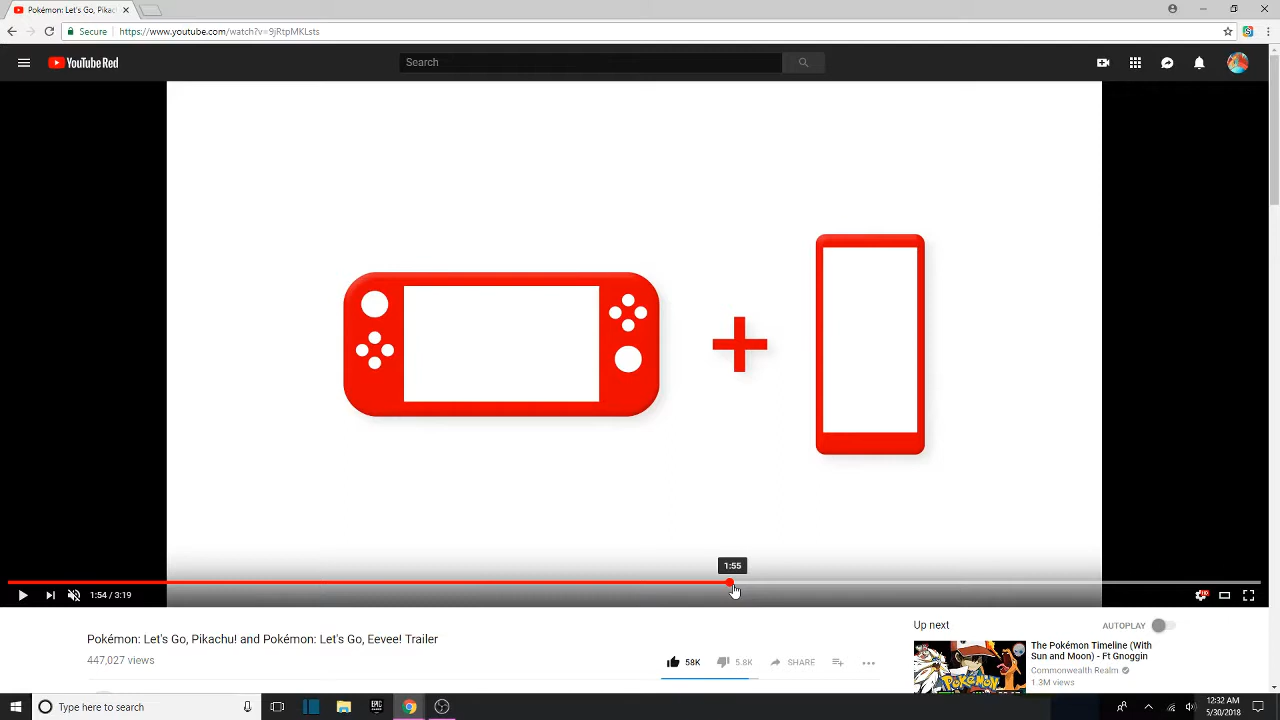 Pokémon: Let's Go, Pikac
Secure
https://www.youtube.com/watch?v=9jRtpMKLsts
YouTube Red
Search
1:55
1:54 / 3:19
HD
Pokémon: Let's Go, Pikachu! and Pokémon: Let's Go, Eevee! Trailer
447,027 views
58K
5.8K
SHARE
Up next
AUTOPLAY
POKEMON
The Pokémon Timeline (With
Sun and Moon) - Ft Gnoggin
Commonwealth Realm
1.3M views
Type here to search
EPIC
12:32 AM
5/30/2018